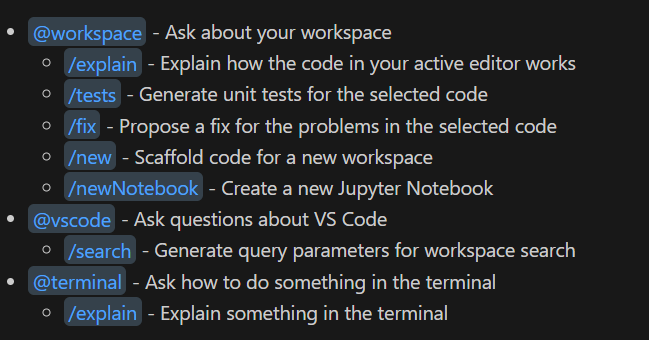 @workspace - Ask about your workspace
/explain - Explain how the code in your active editor works
/tests - Generate unit tests for the selected code
/fix - Propose a fix for the problems in the selected code
/new - Scaffold code for a new workspace
/newNotebook - Create a new Jupyter Notebook
@vscode - Ask questions about VS Code
/search - Generate query parameters for workspace search
@terminal - Ask how to do something in the terminal
/explain - Explain something in the terminal